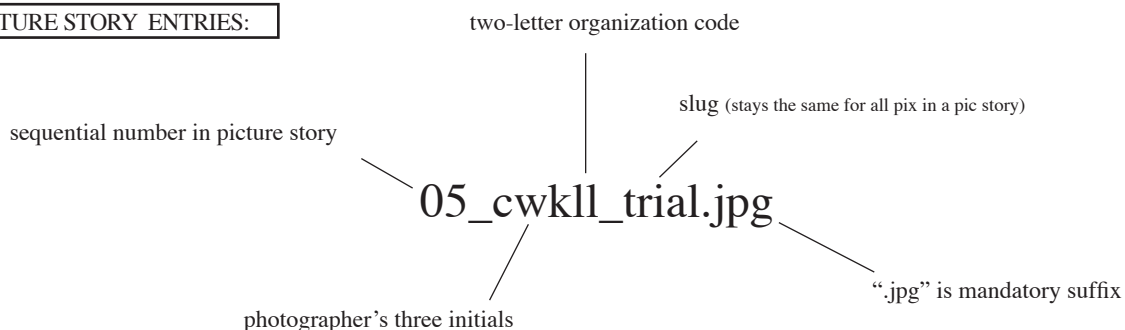 TURE STORY ENTRIES:
two-letter organization code
slug (stays the same for all pix in a pic story)
sequential number in picture story
05_cwkll_trial.jpg
“.jpg” is mandatory suffix
photographer’s three initials